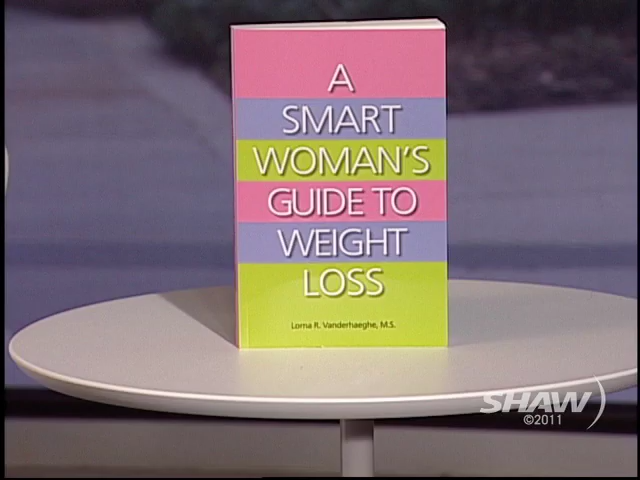 A
SMART
WOMAN'S
GUIDE TO
WEIGHT
LOSS
Lorna R. Vanderhaeghe, M.S.
SHAW
©2011